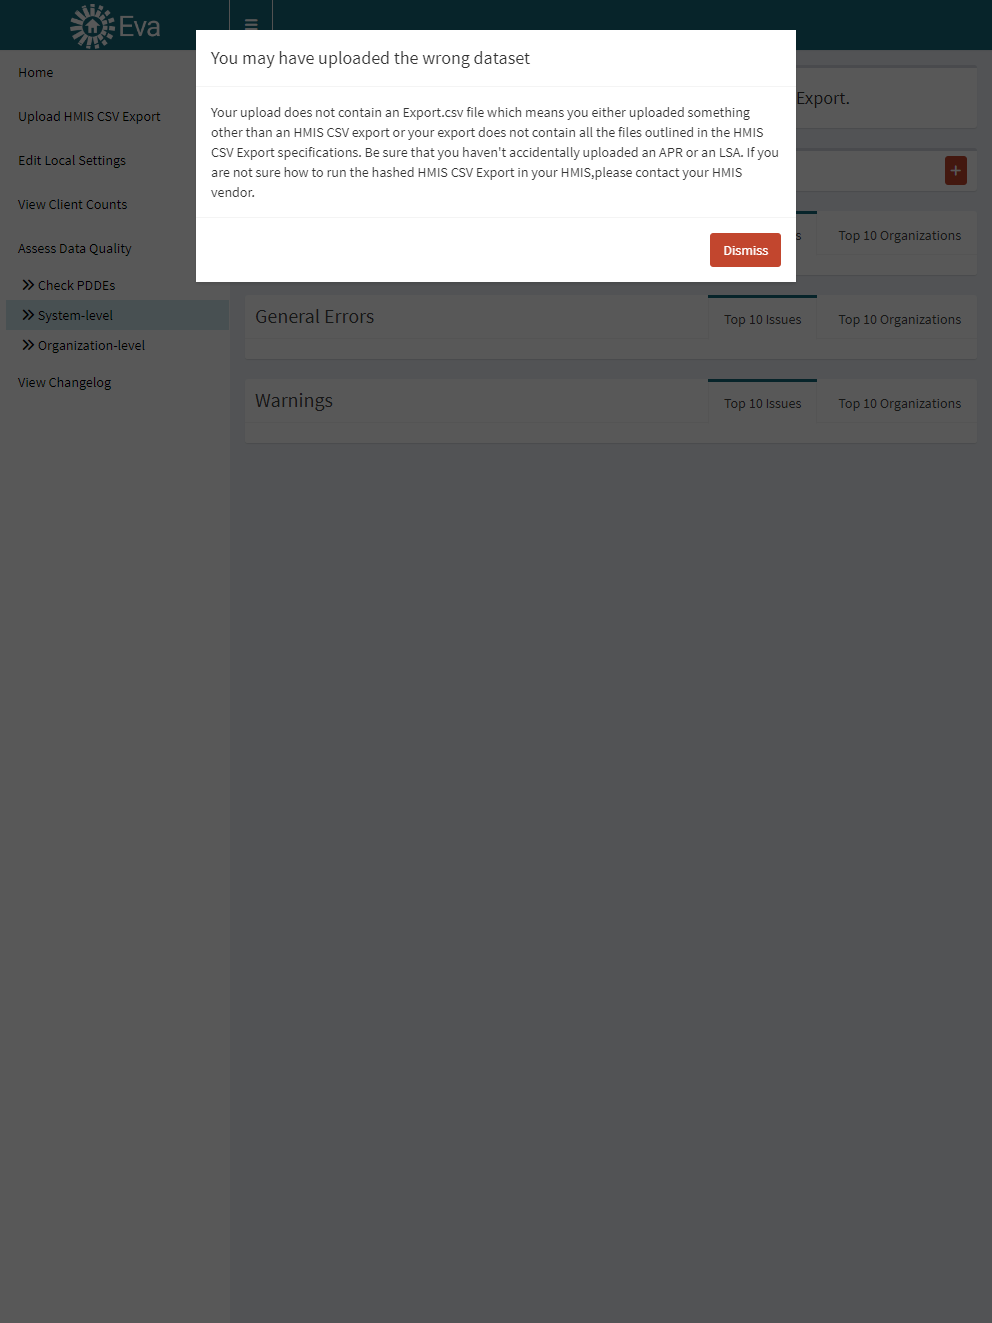 Eva
You may have uploaded the wrong dataset
Your upload does not contain an Export.csv file which means you either uploaded something
other than an HMIS CSV export or your export does not contain all the files outlined in the HMIS
CSV Export specifications. Be sure that you haven't accidentally uploaded an APR or an LSA. If you
are not sure how to run the hashed HMIS CSV Export in your HMIS,please contact your HMIS
vendor.
Dismiss
Home
Upload HMIS CSV Export
Edit Local Settings
View Client Counts
Assess Data Quality
Check PDDEs
System-level
Organization-level
View Changelog
Export.
Top 10 Organizations
General Errors
Top 10 Issues
Top 10 Organizations
Warnings
Top 10 Issues
Top 10 Organizations